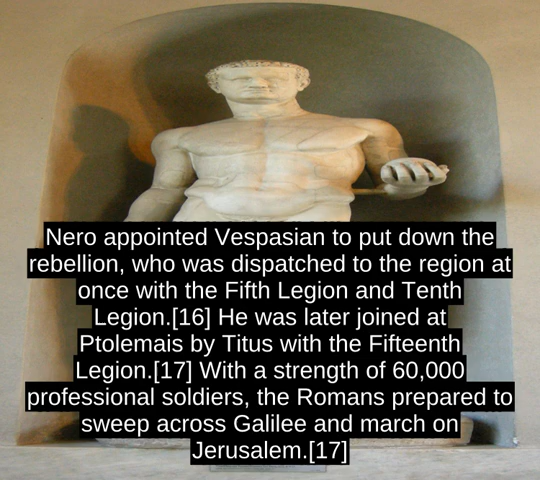 Nero appointed Vespasian to put down the
rebellion, who was dispatched to the region at
once with the Fifth Legion and Tenth
Legion.[16] He was later joined at
Ptolemais by Titus with the Fifteenth
Legion.[17] With a strength of 60,000
professional soldiers, the Romans prepared to
sweep across Galilee and march on
Jerusalem.[17]